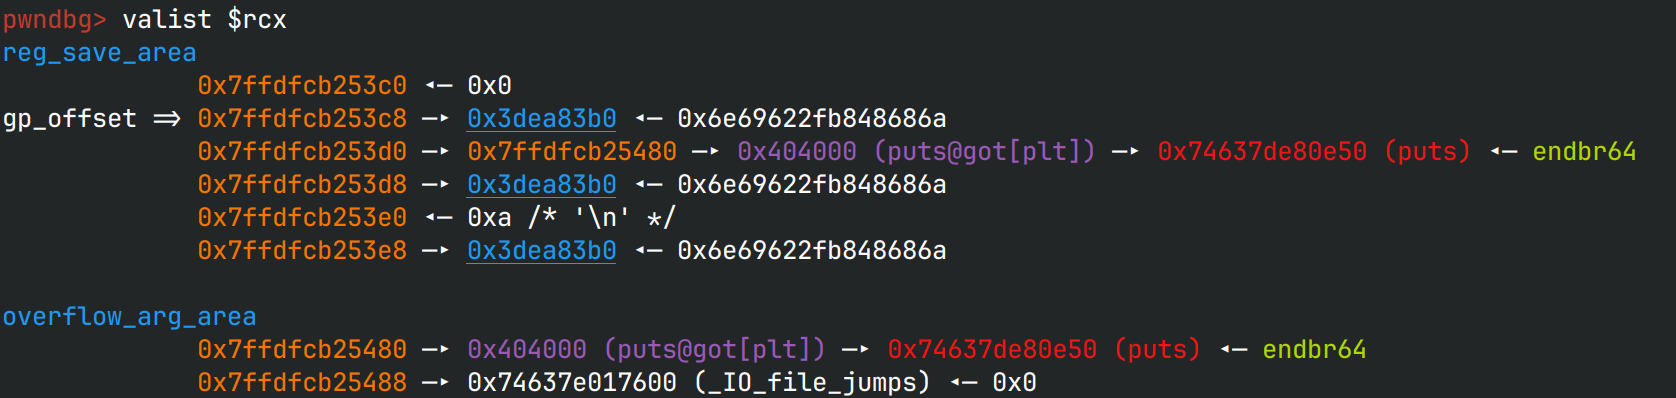 pwndbg> valist $rcx
reg_save_area
0x7ffdfcb253c0 ◂— 0x0
gp_offset => 0x7ffdfcb253c8 —▸ 0x3dea83b0 ◂— 0x6e69622fb848686a
0x7ffdfcb253d0 —▸ 0x7ffdfcb25480 —▸ 0x404000 (puts@got[plt]) —▸ 0x74637de80e50 (puts) ◂— endbr64
0x7ffdfcb253d8 —▸ 0x3dea83b0 ◂— 0x6e69622fb848686a
0x7ffdfcb253e0 ◂— 0xa /* '\n' */
0x7ffdfcb253e8 —▸ 0x3dea83b0 ◂— 0x6e69622fb848686a
overflow_arg_area
0x7ffdfcb25480 —▸ 0x404000 (puts@got[plt]) —▸ 0x74637de80e50 (puts) ◂— endbr64
0x7ffdfcb25488 —▸ 0x74637e017600 (_IO_file_jumps) ◂— 0x0